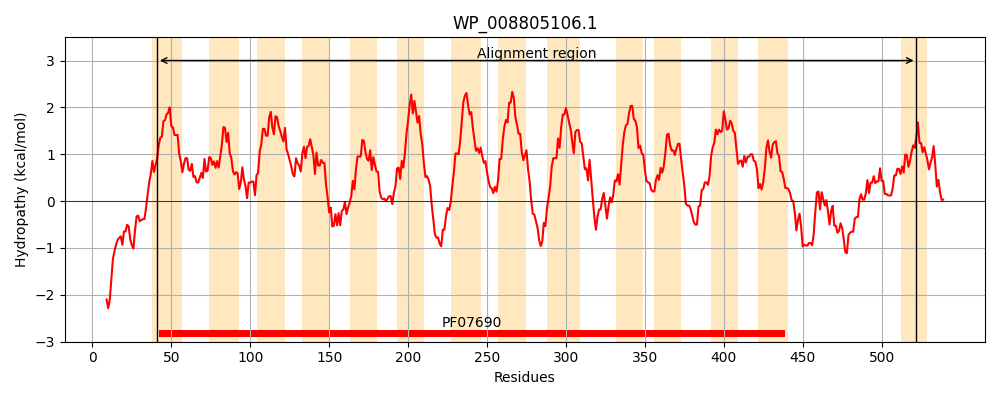 WP_008805106.1
Hydropathy (kcal/mol)
3
2
1
0
−1
−2
−3
Alignment region
PF07690
0 50 100 150 200 250 300 350 400 450 500
Residues